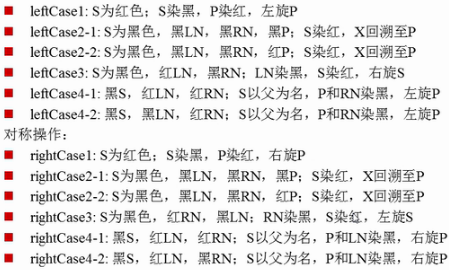 leftCase1: S为红色；S染黑，P染红，左旋P
leftCase2-1: S为黑色，黑LN，黑RN，黑P；S染红，X回溯至P
leftCase2-2: S为黑色，黑LN，黑RN，红P；S染红，X回溯至P
leftCase3: S为黑色，红LN，黑RN；LN染黑，S染红，右旋S
leftCase4-1: 黑S，红LN，红RN；S以父为名，P和RN染黑，左旋P
leftCase4-2: 黑S，黑LN，红RN；S以父为名，P和RN染黑，左旋P
对称操作：
rightCase1: S为红色；S染黑，P染红，右旋P
rightCase2-1: S为黑色，黑LN，黑RN，黑P；S染红，X回溯至P
rightCase2-2: S为黑色，黑LN，黑RN，红P；S染红，X回溯至P
rightCase3: S为黑色，红RN，黑LN；RN染黑，S染红，左旋S
rightCase4-1: 黑S，红LN，红RN；S以父为名，P和LN染黑，右旋P
rightCase4-2: 黑S，红LN，黑RN；S以父为名，P和LN染黑，右旋P